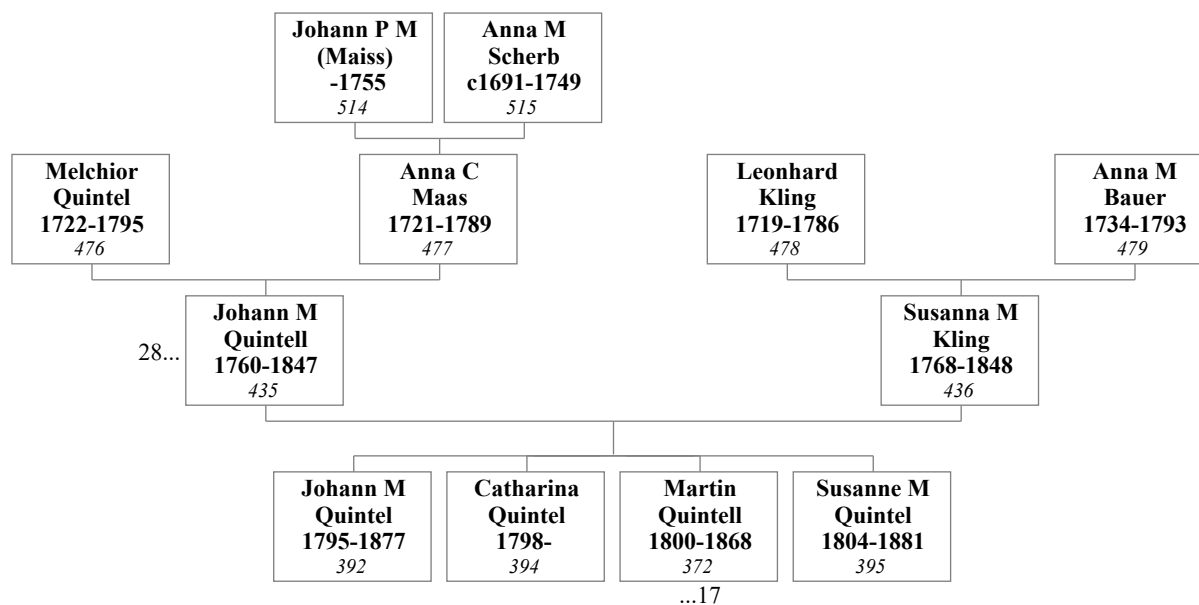 Johann P M
(Maiss)
-1755
514
Anna M
Scherb
c1691-1749
515
Melchior
Quintel
1722-1795
476
Anna C
Maas
1721-1789
477
Leonhard
Kling
1719-1786
478
Anna M
Bauer
1734-1793
479
28...
Johann M
Quintell
1760-1847
435
Susanna M
Kling
1768-1848
436
Johann M
Quintel
1795-1877
392
Catharina
Quintel
1798-
394
Martin
Quintell
1800-1868
372
Susanne M
Quintel
1804-1881
395
...17